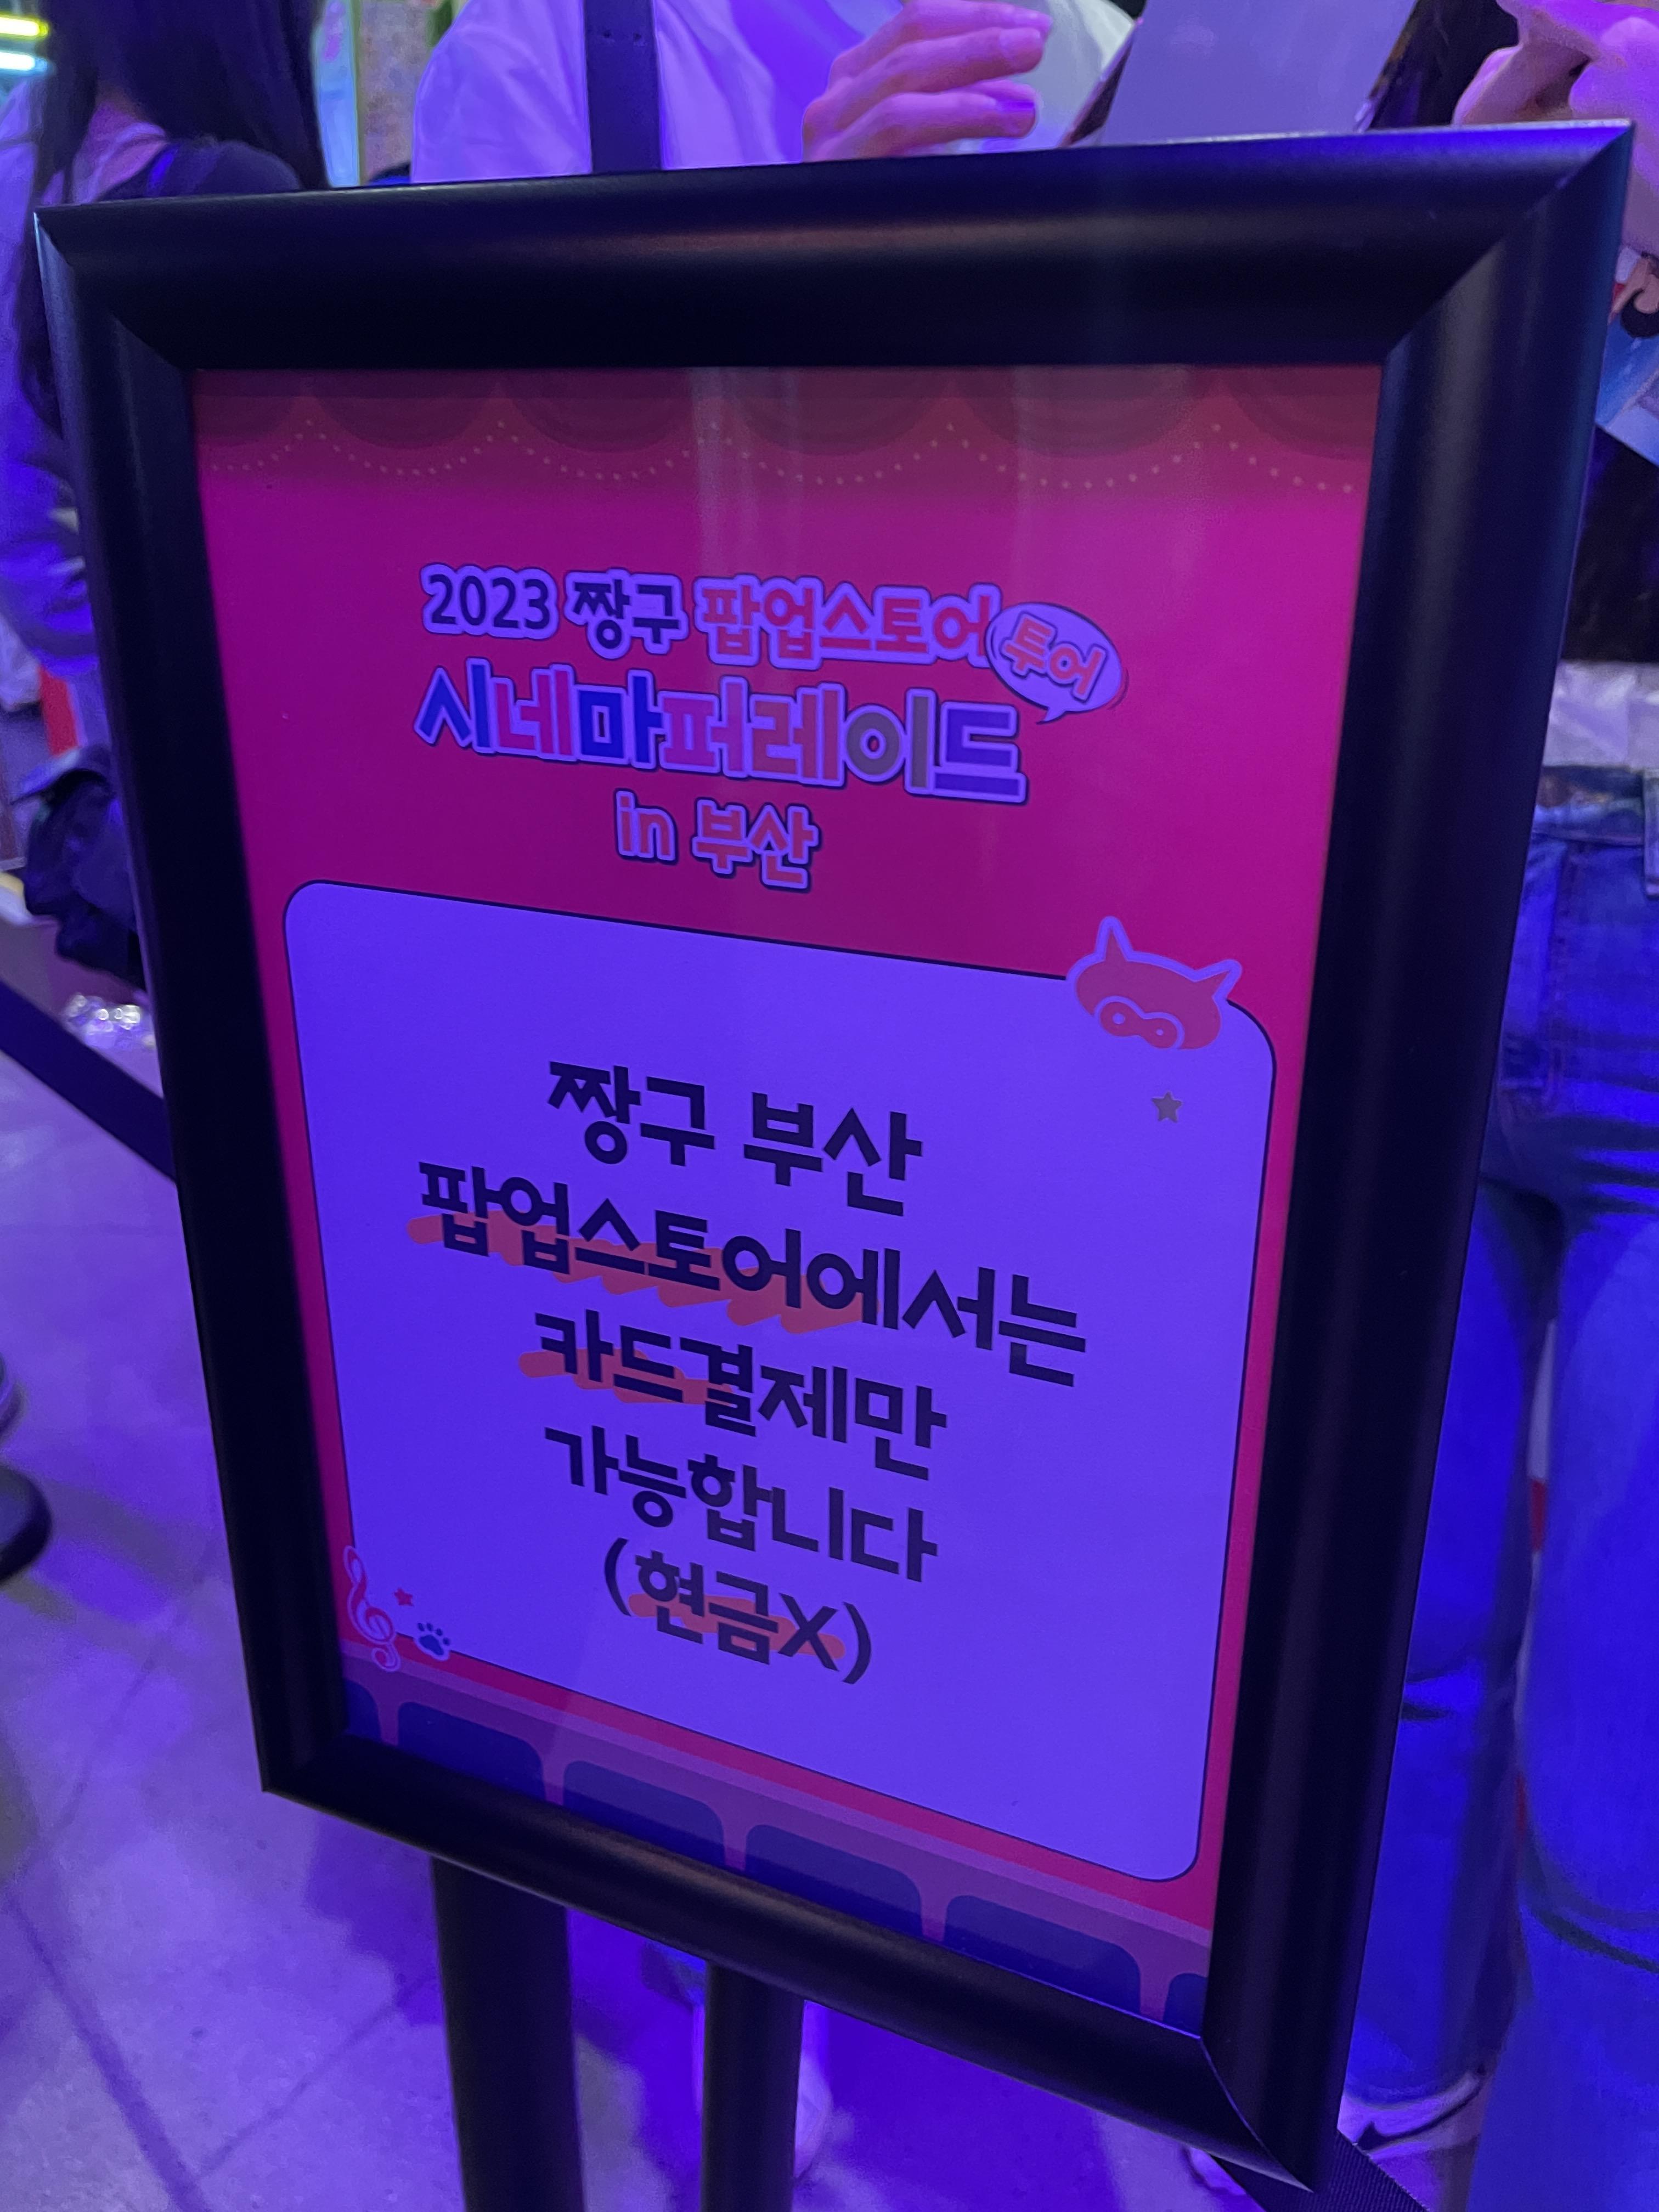 2023 짱구 팝업스토어 투어
시네마퍼레이드
in 부산
짱구 부산
팝업스토어에서는
카드결제만
가능합니다
(현금X)